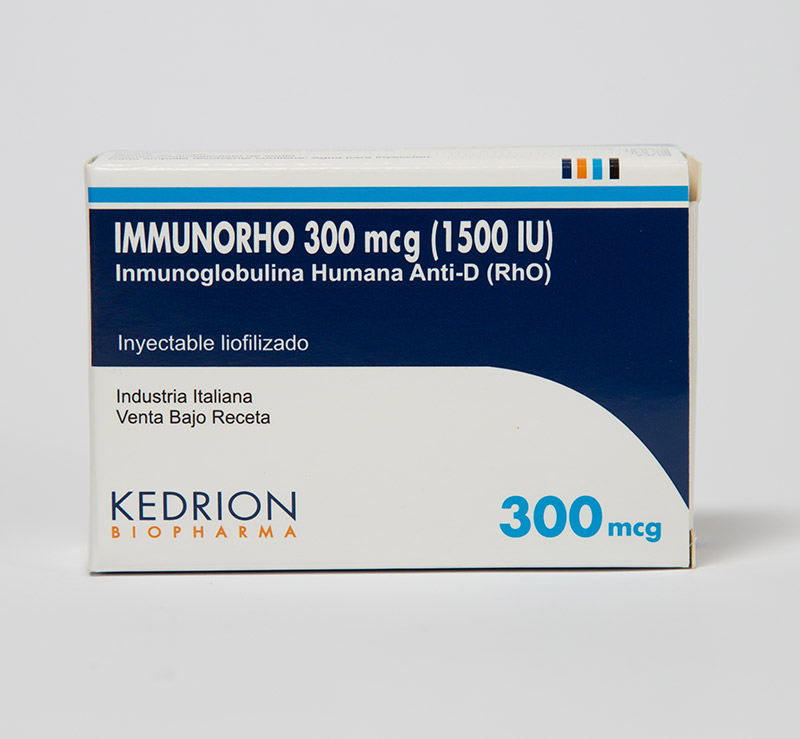 IMMUNORHO 300 mcg (1500 IU)
Inmunoglobulina Humana Anti-D (RhO)
Inyectable liofilizado
Industria Italiana
Venta Bajo Receta
KEDRION
BIOPHARMA
300 mcg